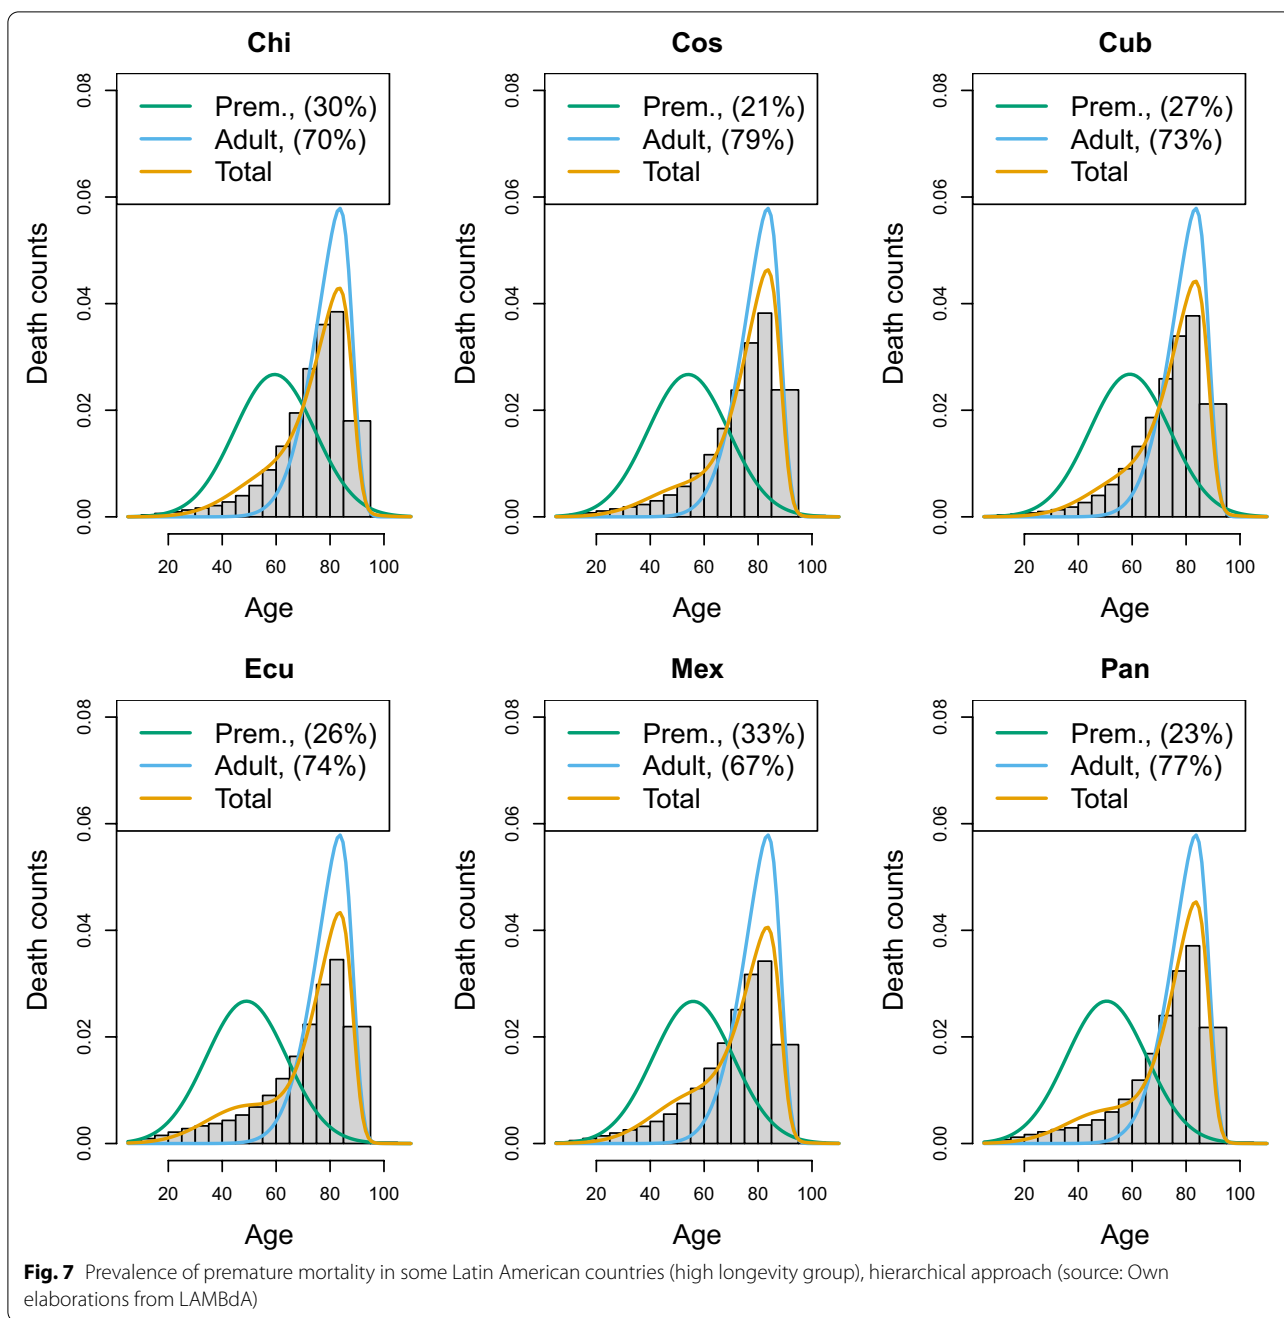 Chi
Prem., (30%)
Adult, (70%)
Total
Death counts
0.00 0.02 0.04 0.06 0.08
20 40 60 80 100
Age
Cos
Prem., (21%)
Adult, (79%)
Total
Death counts
0.00 0.02 0.04 0.06 0.08
20 40 60 80 100
Age
Cub
Prem., (27%)
Adult, (73%)
Total
Death counts
0.00 0.02 0.04 0.06 0.08
20 40 60 80 100
Age
Ecu
Prem., (26%)
Adult, (74%)
Total
Death counts
0.00 0.02 0.04 0.06 0.08
20 40 60 80 100
Age
Mex
Prem., (33%)
Adult, (67%)
Total
Death counts
0.00 0.02 0.04 0.06 0.08
20 40 60 80 100
Age
Pan
Prem., (23%)
Adult, (77%)
Total
Death counts
0.00 0.02 0.04 0.06 0.08
20 40 60 80 100
Age
Fig. 7 Prevalence of premature mortality in some Latin American countries (high longevity group), hierarchical approach (source: Own
elaborations from LAMBdA)